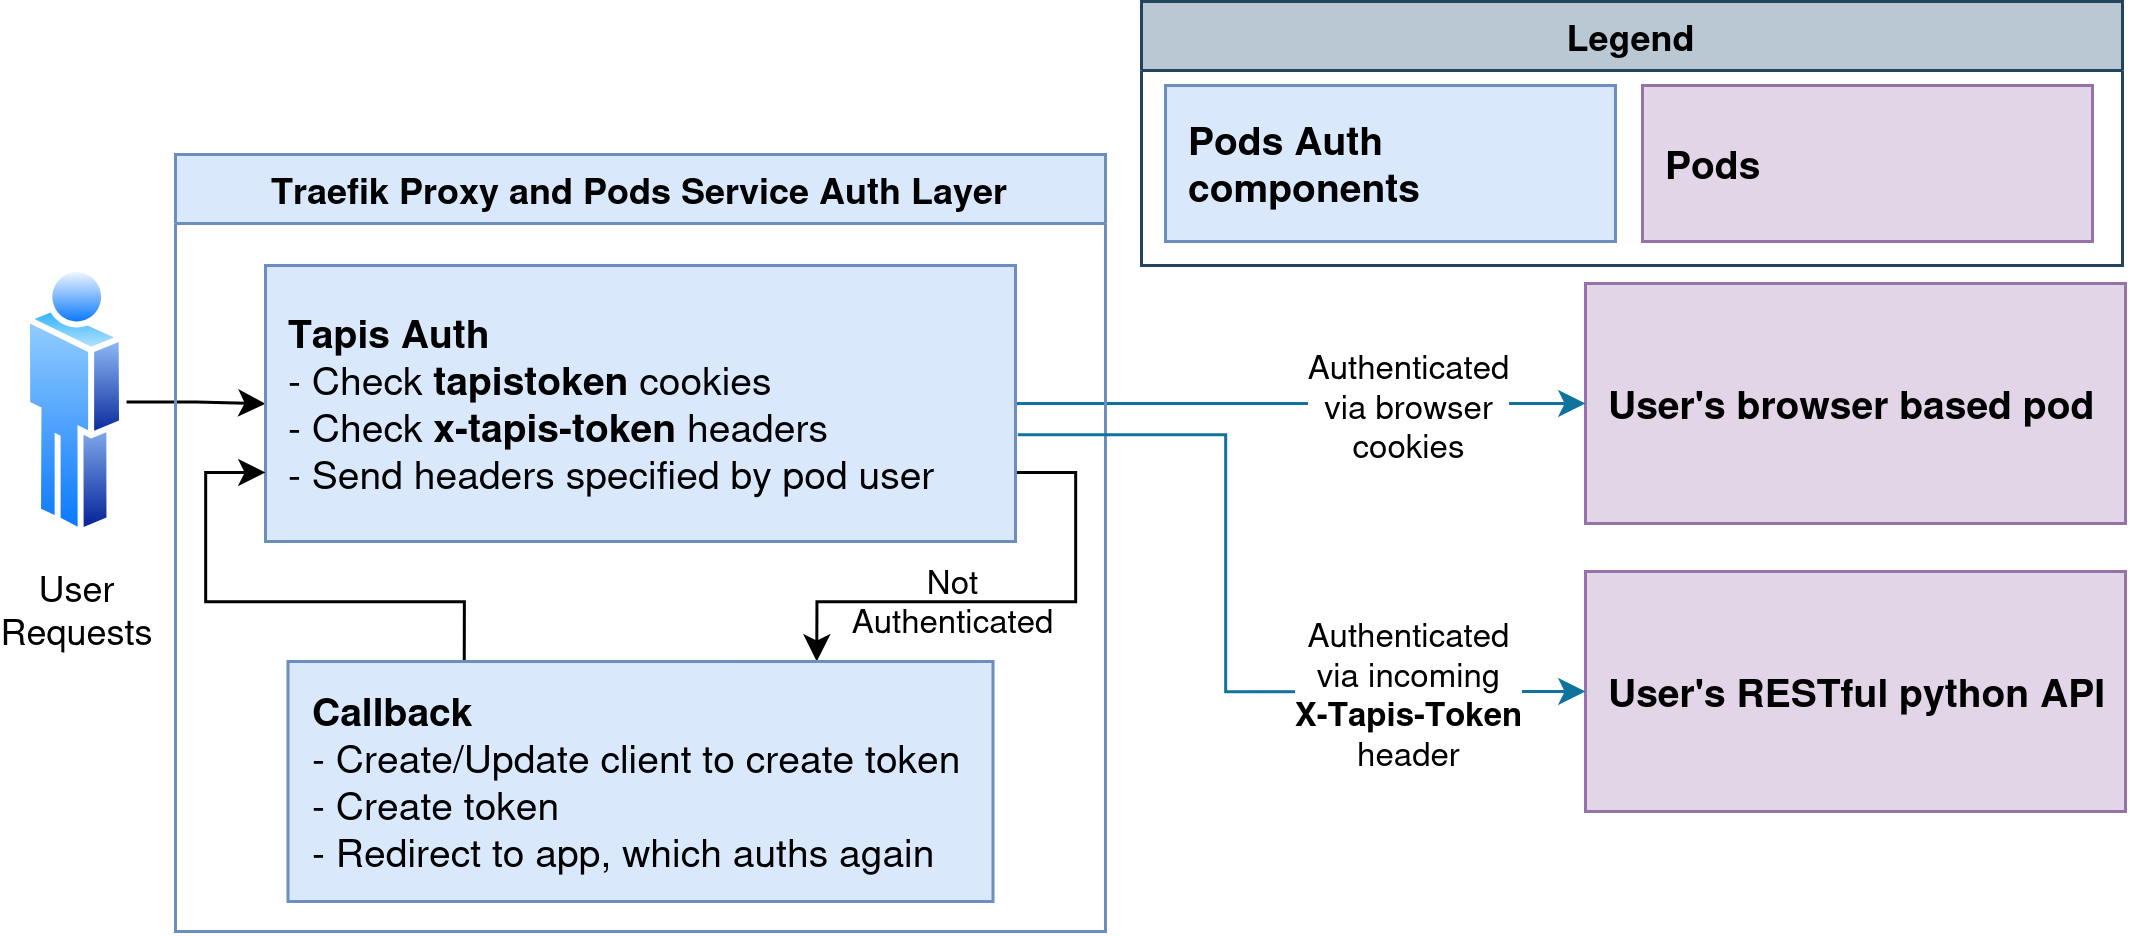 Legend
Pods Auth
components
Pods
Traefik Proxy and Pods Service Auth Layer
Tapis Auth
- Check tapistoken cookies
- Check x-tapis-token headers
- Send headers specified by pod user
User
Requests
Not
Authenticated
Callback
- Create/Update client to create token
- Create token
- Redirect to app, which auths again
Authenticated
via browser
cookies
User's browser based pod
Authenticated
via incoming
X-Tapis-Token
header
User's RESTful python API